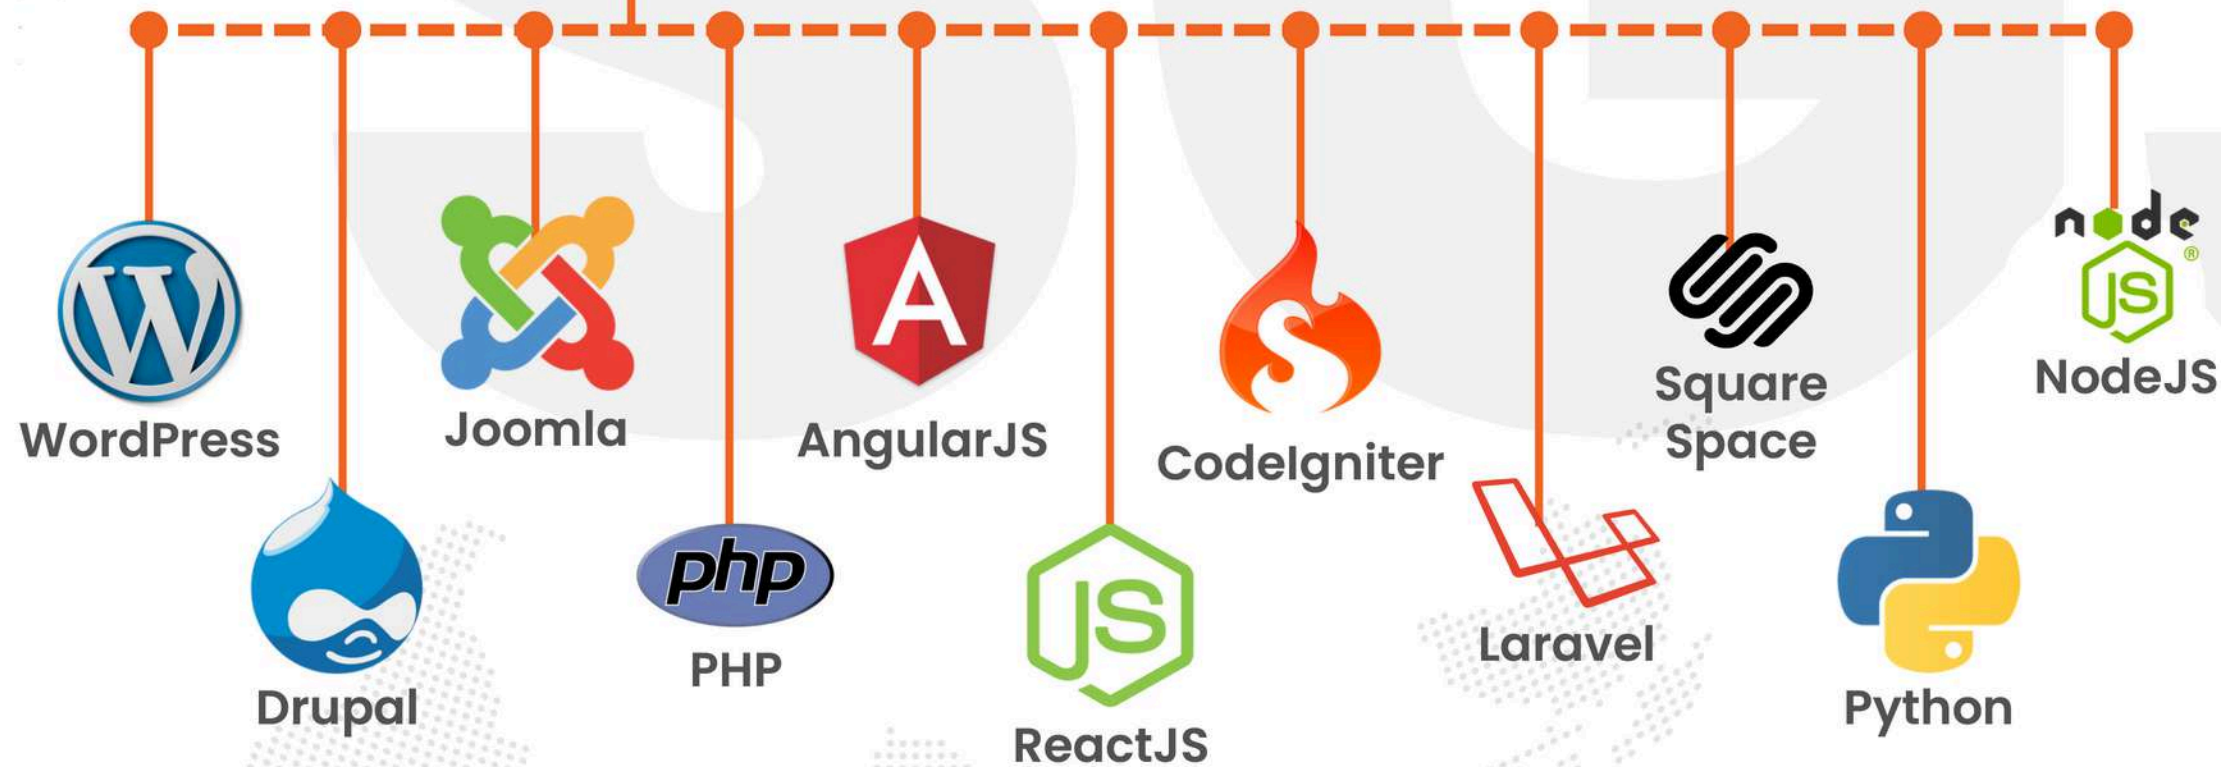 WordPress
Drupal
Joomla
php
PHP
AngularJS
JS
ReactJS
CodeIgniter
Laravel
Square
Space
Python
node
JS
®
NodeJS